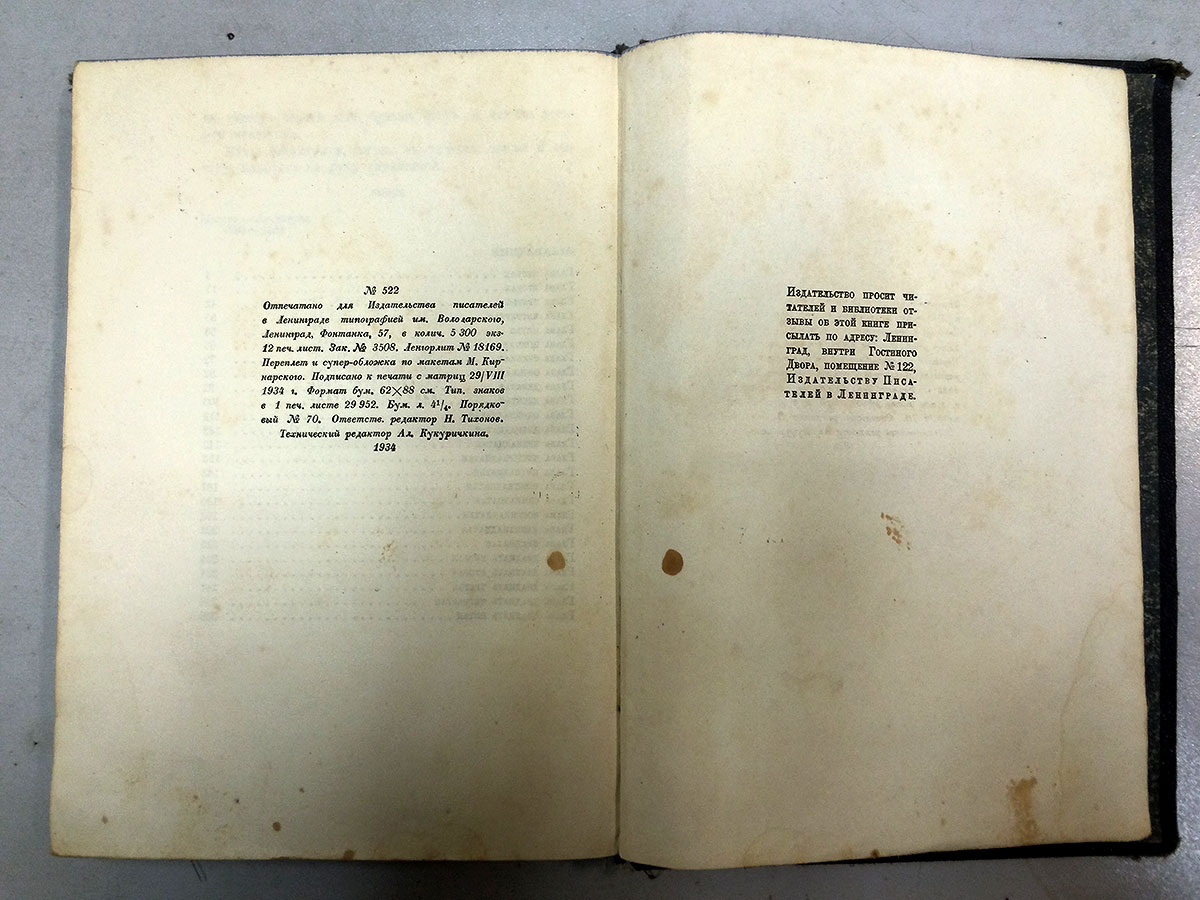 № 522
Отпечатано для Издательства писателей
в Ленинграде типографией им. Володарского,
Ленинград, Фонтанка, 57, в колич. 5 300 экз-
12 печ. лист. Зак. № 3508. Ленгорлит № 18169.
Переплет и супер-обложка по макетам М. Кир-
нарского. Подписано к печати с матриц 29/VIII
1934 г. Формат бум. 62×88 см. Тип. знаков
в 1 печ. листе 29 952. Бум. л. 4¹/₄. Порядко-
вый № 70. Ответств. редактор Н. Тихонов.
Технический редактор Ал. Кукуричкина.
1934
Издательство просит чи-
тателей и библиотеки от-
зывы об этой книге при-
сылать по адресу: Ленин-
град, внутри Гостиного
Двора, помещение № 122,
Издательству Писа-
телей в Ленинграде.